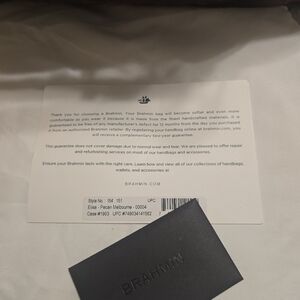 Thank you for choosing a Brahmin. Your Brahmin bag will become softer and even more
comfortable as you wear it because it is made from the finest handcrafted materials. It is
guaranteed to be free of any manufacturer's defect for 12 months from the day you purchased
it from an authorized Brahmin retailer. By registering your handbag online at brahmin.com, you
will receive a complimentary two-year guarantee.
This guarantee does not cover damage due to normal wear and tear. We are pleased to offer repair
and refurbishing services on most of our handbags and accessories.
Ensure your Brahmin lasts with the right care. Learn how and view all of our collections of handbags,
wallets, and accessories at
BRAHMIN.COM
Style No : 151 UPC
Elisa - Pecan Melbourne - 00004
Case #1903 UPC
BRAHMIN